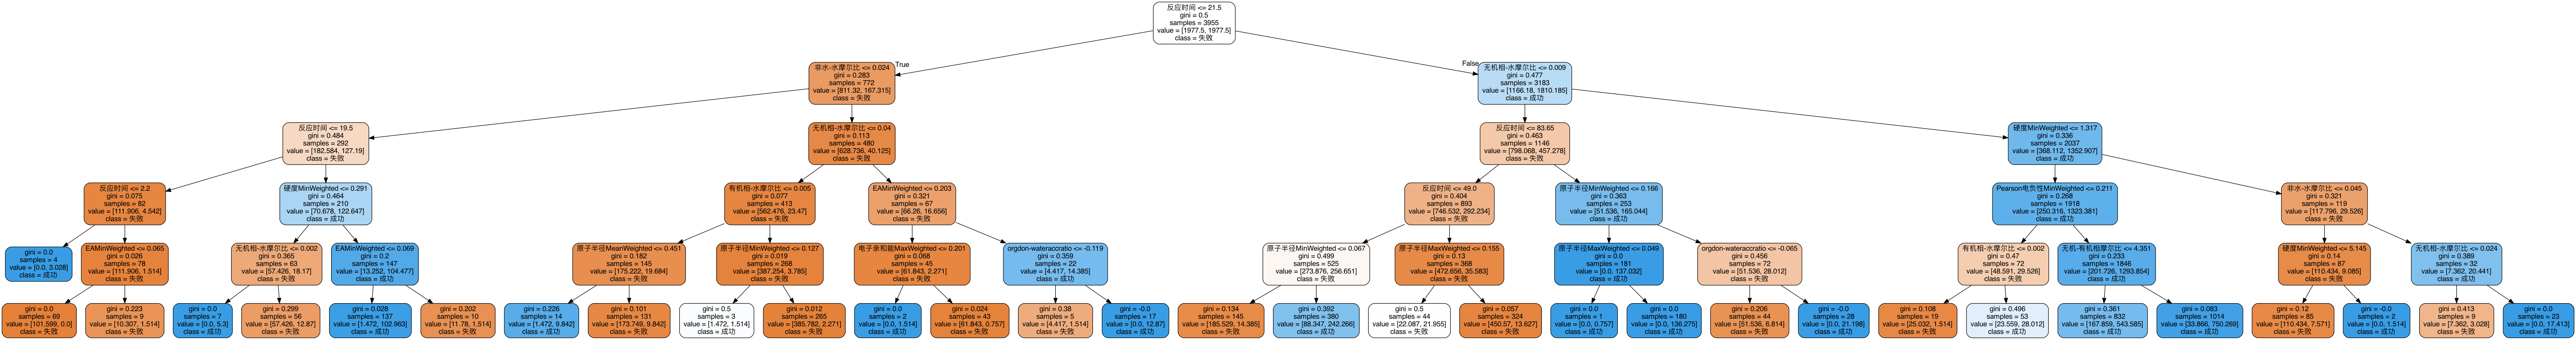 反应时间 <= 21.5
gini = 0.5
samples = 3955
value = [1977.5, 1977.5]
class = 失败
True
False
非水-水摩尔比 <= 0.024
gini = 0.283
samples = 772
value = [811.32, 167.315]
class = 失败
无机相-水摩尔比 <= 0.009
gini = 0.477
samples = 3183
value = [1166.18, 1810.185]
class = 成功
反应时间 <= 19.5
gini = 0.484
samples = 292
value = [182.584, 127.19]
class = 失败
无机相-水摩尔比 <= 0.04
gini = 0.113
samples = 480
value = [628.736, 40.125]
class = 失败
反应时间 <= 83.65
gini = 0.463
samples = 1146
value = [798.068, 457.278]
class = 失败
硬度MinWeighted <= 1.317
gini = 0.336
samples = 2037
value = [368.112, 1352.907]
class = 成功
反应时间 <= 2.2
gini = 0.075
samples = 82
value = [111.906, 4.542]
class = 失败
硬度MinWeighted <= 0.291
gini = 0.464
samples = 210
value = [70.678, 122.647]
class = 成功
有机相-水摩尔比 <= 0.005
gini = 0.077
samples = 413
value = [562.476, 23.47]
class = 失败
EAMinWeighted <= 0.203
gini = 0.321
samples = 67
value = [66.26, 16.656]
class = 失败
反应时间 <= 49.0
gini = 0.404
samples = 893
value = [746.532, 292.234]
class = 失败
原子半径MinWeighted <= 0.166
gini = 0.363
samples = 253
value = [51.536, 165.044]
class = 成功
Pearson电负性MinWeighted <= 0.211
gini = 0.268
samples = 1918
value = [250.316, 1323.381]
class = 成功
非水-水摩尔比 <= 0.045
gini = 0.321
samples = 119
value = [117.796, 29.526]
class = 失败
gini = 0.0
samples = 4
value = [0.0, 3.028]
class = 成功
EAMinWeighted <= 0.065
gini = 0.026
samples = 78
value = [111.906, 1.514]
class = 失败
无机相-水摩尔比 <= 0.002
gini = 0.365
samples = 63
value = [57.426, 18.17]
class = 失败
EAMinWeighted <= 0.069
gini = 0.2
samples = 147
value = [13.252, 104.477]
class = 成功
原子半径MeanWeighted <= 0.451
gini = 0.182
samples = 145
value = [175.222, 19.684]
class = 失败
原子半径MinWeighted <= 0.127
gini = 0.019
samples = 268
value = [387.254, 3.785]
class = 失败
电子亲和能MaxWeighted <= 0.201
gini = 0.068
samples = 45
value = [61.843, 2.271]
class = 失败
orgdon-wateraccratio <= -0.119
gini = 0.359
samples = 22
value = [4.417, 14.385]
class = 成功
原子半径MinWeighted <= 0.067
gini = 0.499
samples = 525
value = [273.876, 256.651]
class = 失败
原子半径MaxWeighted <= 0.155
gini = 0.13
samples = 368
value = [472.656, 35.583]
class = 失败
原子半径MaxWeighted <= 0.049
gini = 0.0
samples = 181
value = [0.0, 137.032]
class = 成功
orgdon-wateraccratio <= -0.065
gini = 0.456
samples = 72
value = [51.536, 28.012]
class = 失败
有机相-水摩尔比 <= 0.002
gini = 0.47
samples = 72
value = [48.591, 29.526]
class = 失败
无机-有机相摩尔比 <= 4.351
gini = 0.233
samples = 1846
value = [201.726, 1293.854]
class = 成功
硬度MinWeighted <= 5.145
gini = 0.14
samples = 87
value = [110.434, 9.085]
class = 失败
无机相-水摩尔比 <= 0.024
gini = 0.389
samples = 32
value = [7.362, 20.441]
class = 成功
gini = 0.0
samples = 69
value = [101.599, 0.0]
class = 失败
gini = 0.223
samples = 9
value = [10.307, 1.514]
class = 失败
gini = 0.0
samples = 7
value = [0.0, 5.3]
class = 成功
gini = 0.299
samples = 56
value = [57.426, 12.87]
class = 失败
gini = 0.028
samples = 137
value = [1.472, 102.963]
class = 成功
gini = 0.202
samples = 10
value = [11.78, 1.514]
class = 失败
gini = 0.226
samples = 14
value = [1.472, 9.842]
class = 成功
gini = 0.101
samples = 131
value = [173.749, 9.842]
class = 失败
gini = 0.5
samples = 3
value = [1.472, 1.514]
class = 成功
gini = 0.012
samples = 265
value = [385.782, 2.271]
class = 失败
gini = 0.0
samples = 2
value = [0.0, 1.514]
class = 成功
gini = 0.024
samples = 43
value = [61.843, 0.757]
class = 失败
gini = 0.38
samples = 5
value = [4.417, 1.514]
class = 失败
gini = -0.0
samples = 17
value = [0.0, 12.87]
class = 成功
gini = 0.134
samples = 145
value = [185.529, 14.385]
class = 失败
gini = 0.392
samples = 380
value = [88.347, 242.266]
class = 成功
gini = 0.5
samples = 44
value = [22.087, 21.955]
class = 失败
gini = 0.057
samples = 324
value = [450.57, 13.627]
class = 失败
gini = 0.0
samples = 1
value = [0.0, 0.757]
class = 成功
gini = 0.0
samples = 180
value = [0.0, 136.275]
class = 成功
gini = 0.206
samples = 44
value = [51.536, 6.814]
class = 失败
gini = -0.0
samples = 28
value = [0.0, 21.198]
class = 成功
gini = 0.108
samples = 19
value = [25.032, 1.514]
class = 失败
gini = 0.496
samples = 53
value = [23.559, 28.012]
class = 成功
gini = 0.361
samples = 832
value = [167.859, 543.585]
class = 成功
gini = 0.083
samples = 1014
value = [33.866, 750.269]
class = 成功
gini = 0.12
samples = 85
value = [110.434, 7.571]
class = 失败
gini = -0.0
samples = 2
value = [0.0, 1.514]
class = 成功
gini = 0.413
samples = 9
value = [7.362, 3.028]
class = 失败
gini = 0.0
samples = 23
value = [0.0, 17.413]
class = 成功